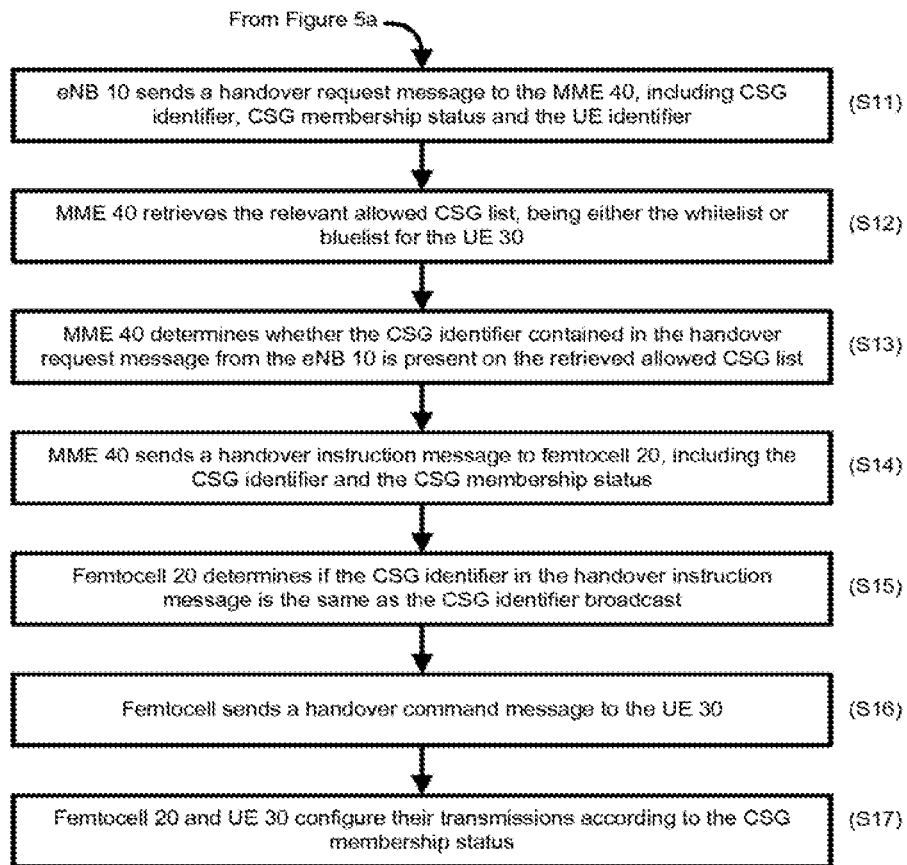 From Figure 5a
eNB 10 sends a handover request message to the MME 40, including CSG
identifier, CSG membership status and the UE identifier
(S11)
MME 40 retrieves the relevant allowed CSG list, being either the whitelist or
bluelist for the UE 30
(S12)
MME 40 determines whether the CSG identifier contained in the handover
request message from the eNB 10 is present on the retrieved allowed CSG list
(S13)
MME 40 sends a handover instruction message to femtocell 20, including the
CSG identifier and the CSG membership status
(S14)
Femtocell 20 determines if the CSG identifier in the handover instruction
message is the same as the CSG identifier broadcast
(S15)
Femtocell sends a handover command message to the UE 30
(S16)
Femtocell 20 and UE 30 configure their transmissions according to the CSG
membership status
(S17)